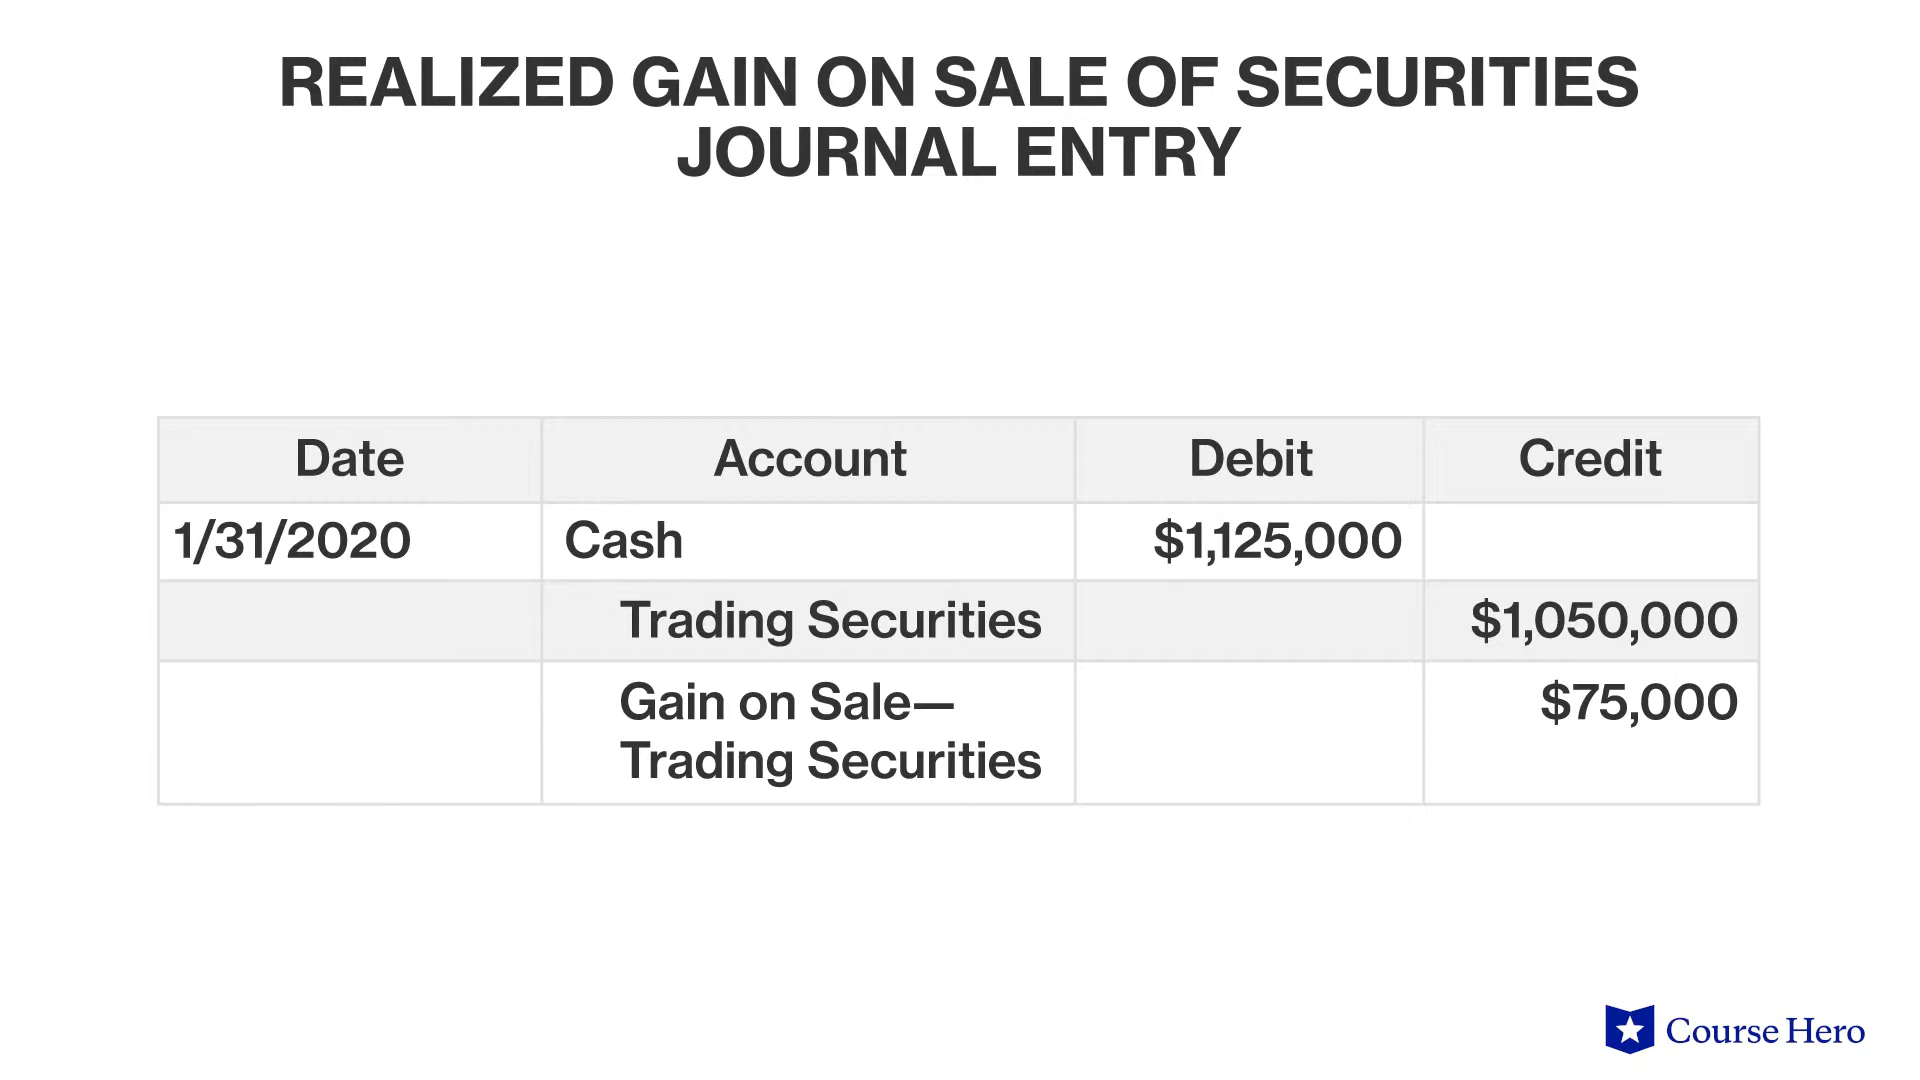 REALIZED GAIN ON SALE OF SECURITIES
JOURNAL ENTRY
Date Account Debit Credit
1/31/2020 Cash $1,125,000
Trading Securities $1,050,000
Gain on Sale— $75,000
Trading Securities
Course Hero